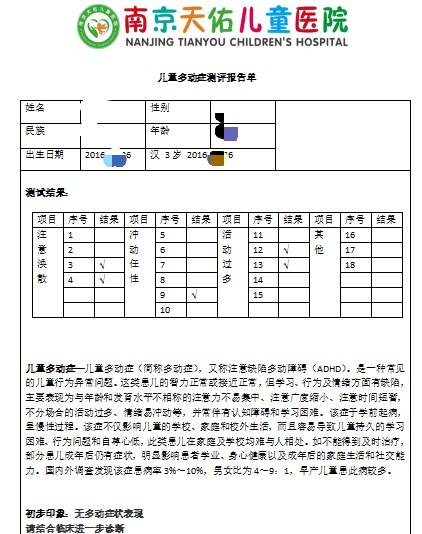 南京天佑儿童医院
NANJING TIANYOU CHILDREN'S HOSPITAL
儿童多动症测评报告单
姓名 性别
民族 年龄
出生日期 2016 6 汉 3岁 2016 6
测试结果:
项目 序号 结果 项目 序号 结果 项目 序号 结果 项目 序号 结果
注意涣散 冲动任性 活动过多 其他
1 5 11 16
2 6 12 √ 17
3 √ 7 13 √ 18
4 √ 8 14
9 √ 15
10
儿童多动症—儿童多动症(简称多动症),又称注意缺陷多动障碍(ADHD)。是一种常见
的儿童行为异常问题。这类患儿的智力正常或接近正常,但学习、行为及情绪方面有缺陷,
主要表现为与年龄和发育水平不相称的注意力不易集中、注意广度缩小、注意时间短暂,
不分场合的活动过多、情绪易冲动等,并常伴有认知障碍和学习困难。该症于学前起病,
呈慢性过程。该症不仅影响儿童的学校、家庭和校外生活,而且容易导致儿童持久的学习
困难、行为问题和自尊心低,此类患儿在家庭及学校均难与人相处。如不能得到及时治疗,
部分患儿成年后仍有症状,明显影响患者学业、身心健康以及成年后的家庭生活和社交能
力。国内外调查发现该症患病率3%～10%,男女比为4～9:1,早产儿童患此病较多。
初步印象:无多动症状表现
请结合临床进一步诊断